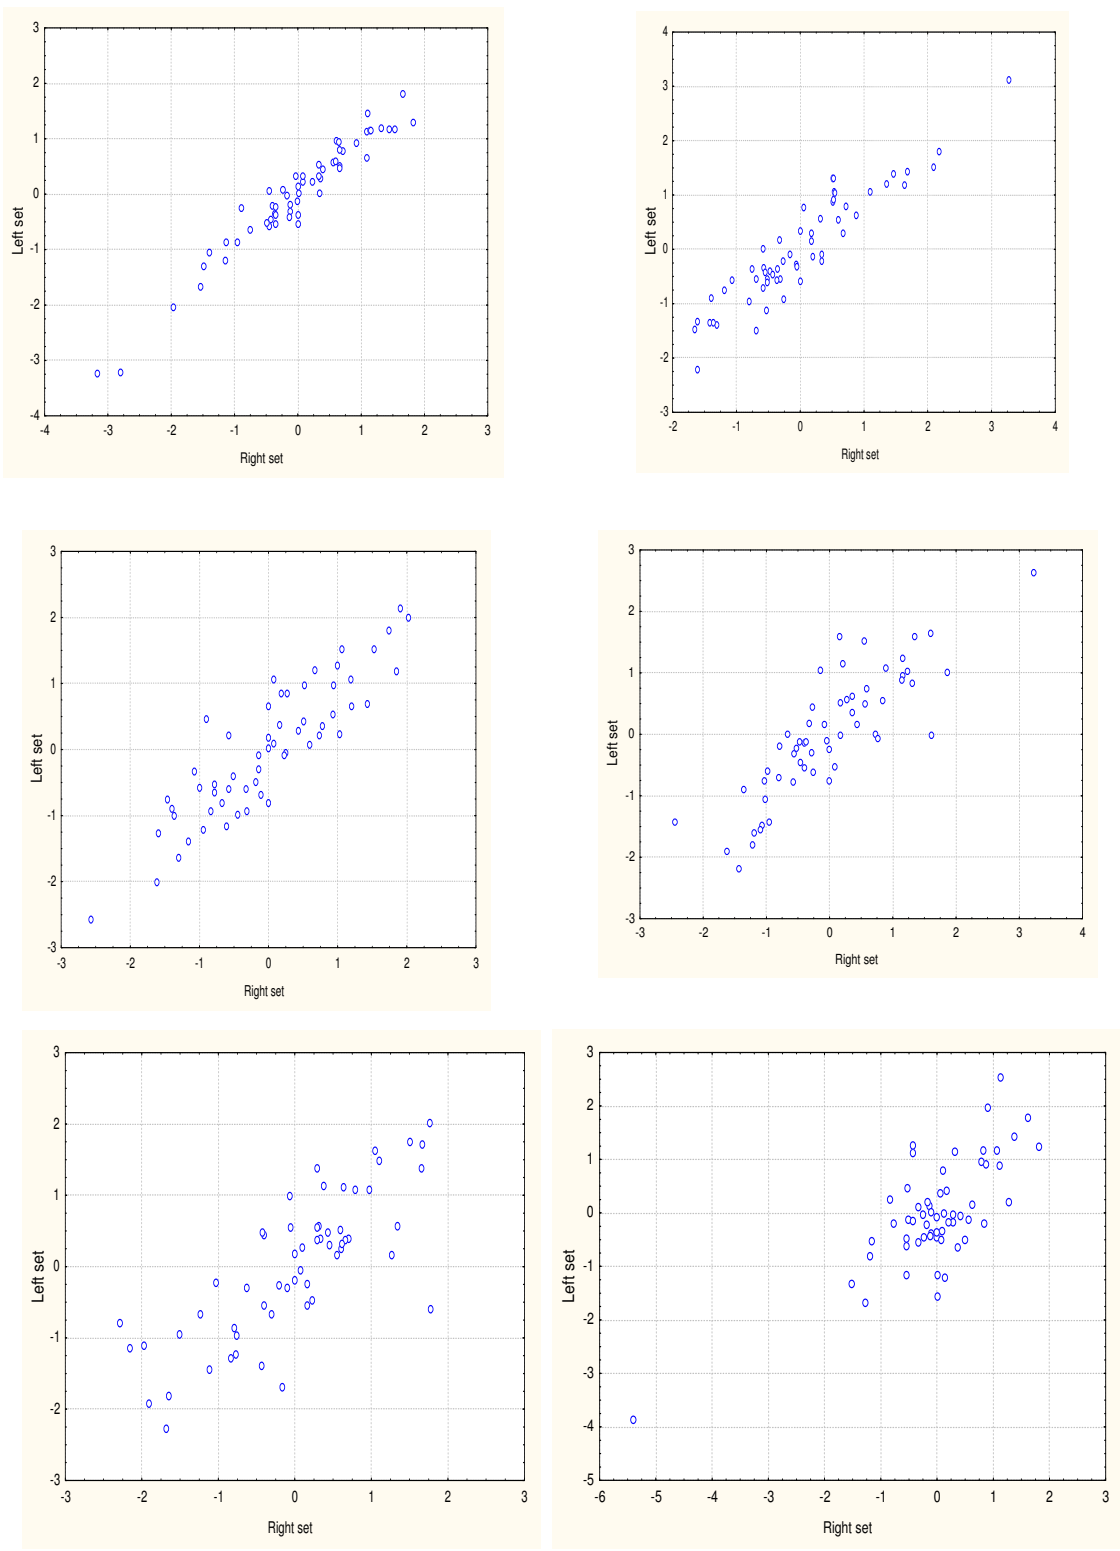 3
2
1
0
-1
-2
-3
-4
-4 -3 -2 -1 0 1 2 3
Left set
Right set
4
3
2
1
0
-1
-2
-3
-2 -1 0 1 2 3 4
Left set
Right set
3
2
1
0
-1
-2
-3
-3 -2 -1 0 1 2 3
Left set
Right set
3
2
1
0
-1
-2
-3
-3 -2 -1 0 1 2 3 4
Left set
Right set
3
2
1
0
-1
-2
-3
-3 -2 -1 0 1 2 3
Left set
Right set
3
2
1
0
-1
-2
-3
-4
-5
-6 -5 -4 -3 -2 -1 0 1 2 3
Left set
Right set